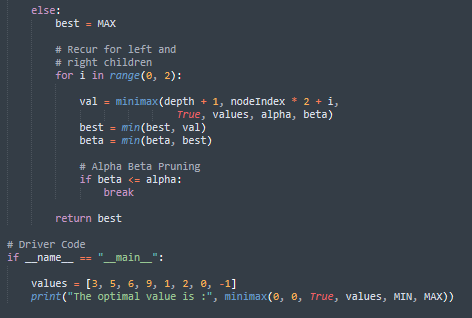 else:
best = MAX
# Recur for left and
# right children
for i in range(0, 2):
val = minimax(depth + 1, nodeIndex * 2 + i,
True, values, alpha, beta)
best = min(best, val)
beta = min(beta, best)
# Alpha Beta Pruning
if beta <= alpha:
break
return best
# Driver Code
if __name__ == "__main__":
values = [3, 5, 6, 9, 1, 2, 0, -1]
print("The optimal value is :", minimax(0, 0, True, values, MIN, MAX))